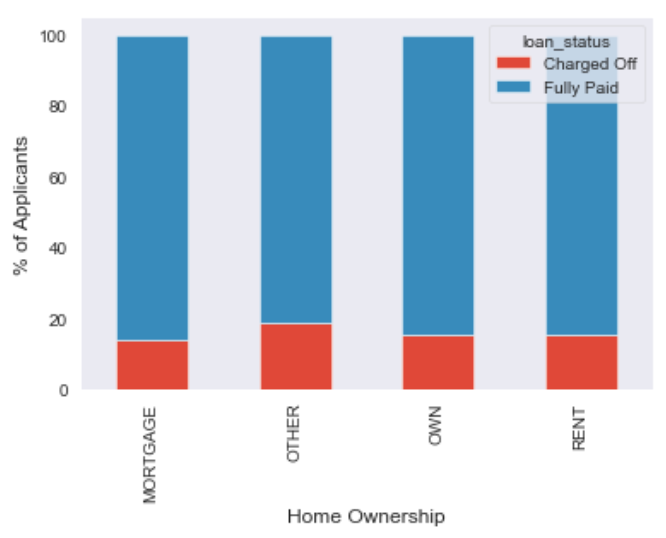 100
80
60
40
20
0
% of Applicants
loan_status
Charged Off
Fully Paid
MORTGAGE
OTHER
OWN
RENT
Home Ownership